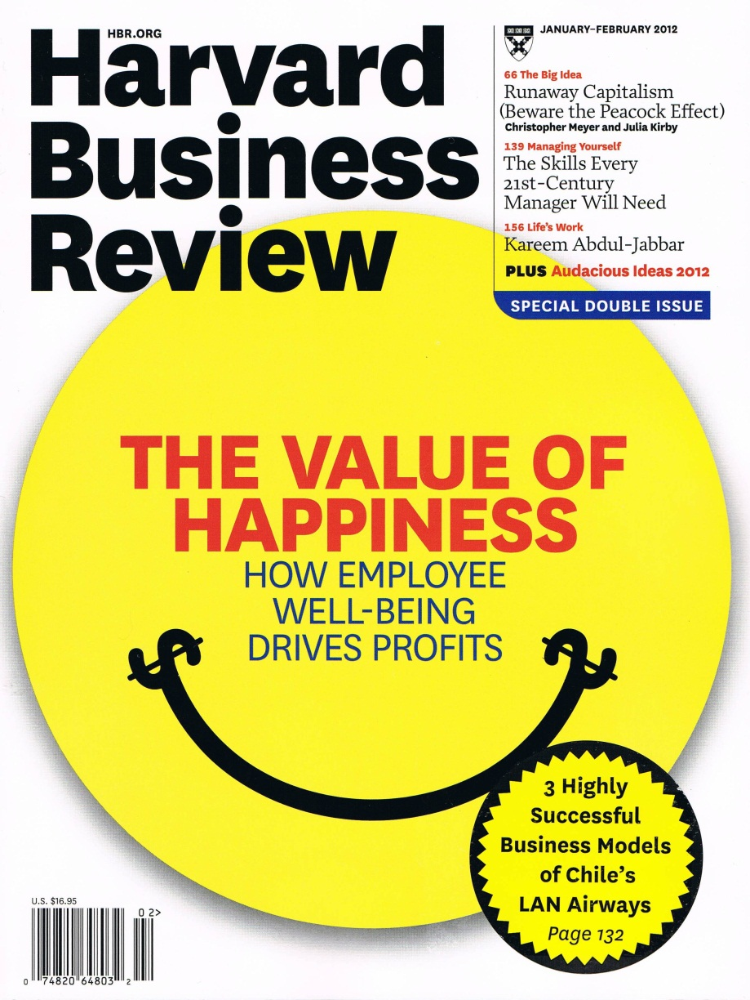 HBR.ORG
Harvard
Business
Review
JANUARY–FEBRUARY 2012
66 The Big Idea
Runaway Capitalism
(Beware the Peacock Effect)
Christopher Meyer and Julia Kirby
139 Managing Yourself
The Skills Every
21st-Century
Manager Will Need
156 Life's Work
Kareem Abdul-Jabbar
PLUS Audacious Ideas 2012
SPECIAL DOUBLE ISSUE
THE VALUE OF
HAPPINESS
HOW EMPLOYEE
WELL-BEING
DRIVES PROFITS
$ $
3 Highly
Successful
Business Models
of Chile's
LAN Airways
Page 132
U.S. $16.95
0 2>
0 74820 64803 2